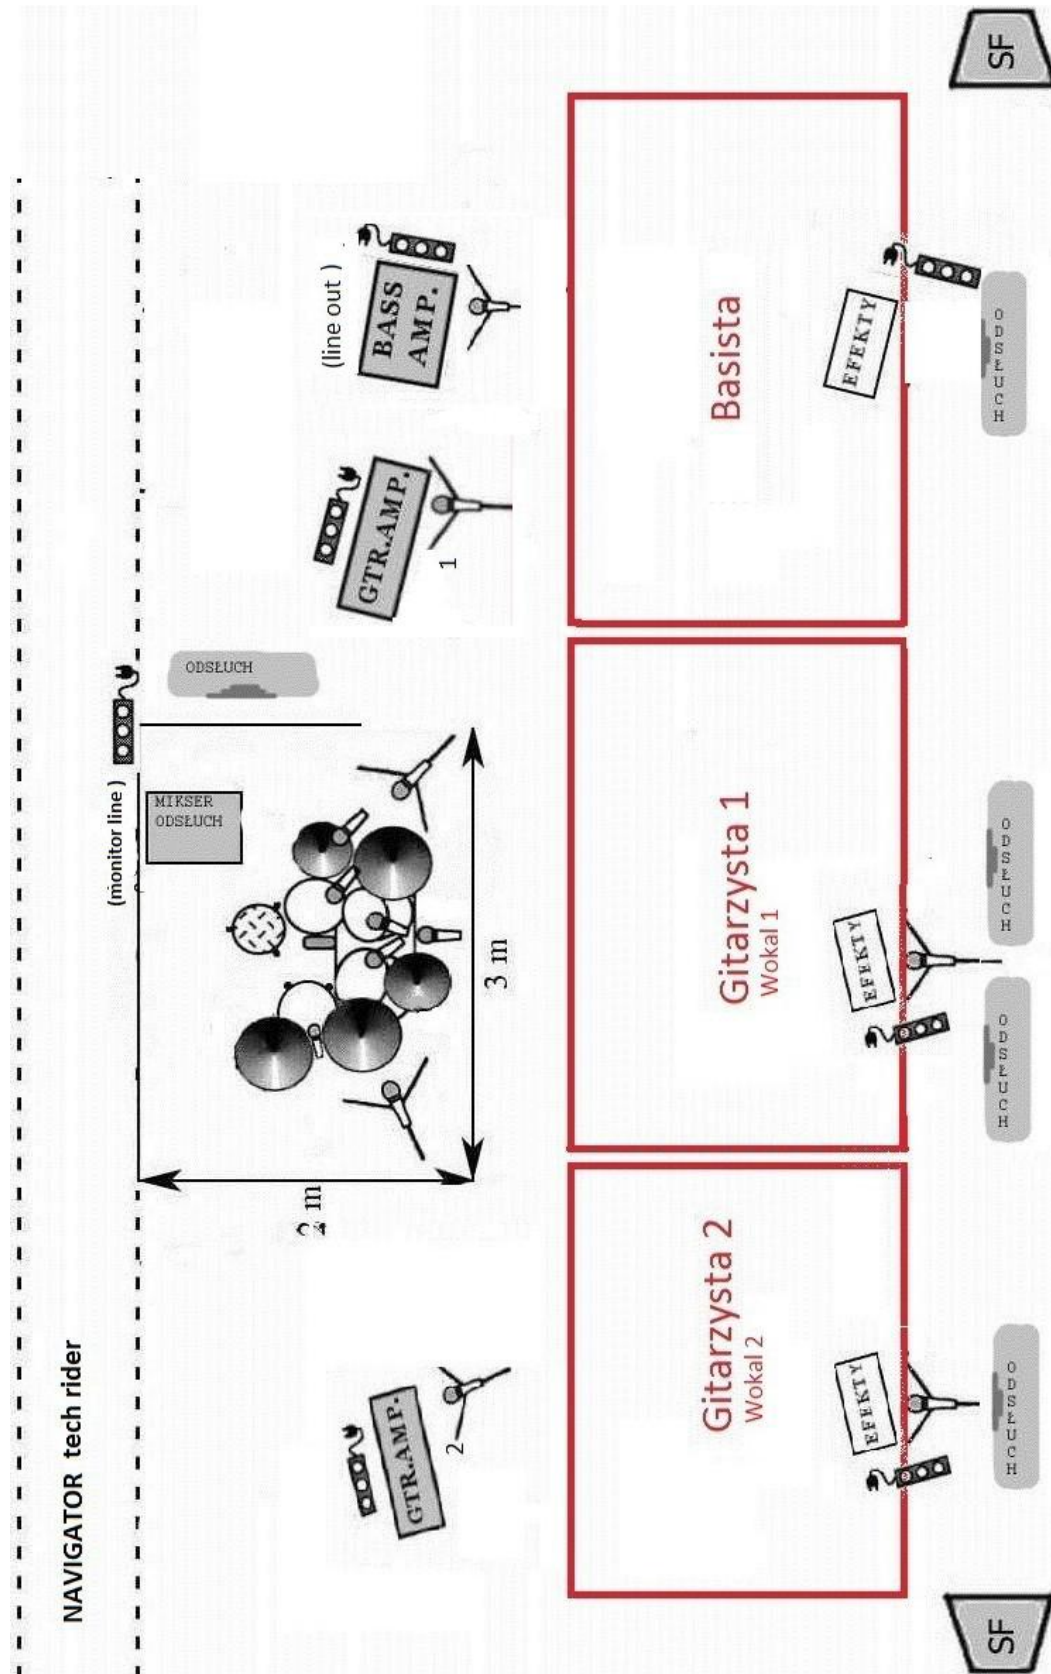 NAVIGATOR tech rider
(monitor line )
MIKSER
ODSŁUCH
ODSŁUCH
2 m
3 m
GTR.AMP.
2
GTR.AMP.
1
(line out )
BASS
AMP.
Gitarzysta 2
Wokal 2
Gitarzysta 1
Wokal 1
Basista
EFEKTY
EFEKTY
EFEKTY
ODSŁUCH
ODSŁUCH
ODSŁUCH
ODSŁUCH
SF
SF